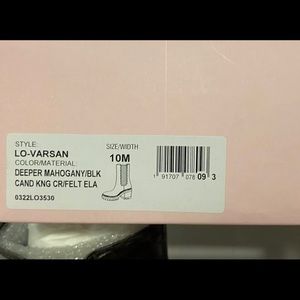 STYLE:
LO-VARSAN
COLOR/MATERIAL:
DEEPER MAHOGANY/BLK
CAND KNG CR/FELT ELA
0322LO3530
SIZE/WIDTH
10M
1 91707 078 09 3